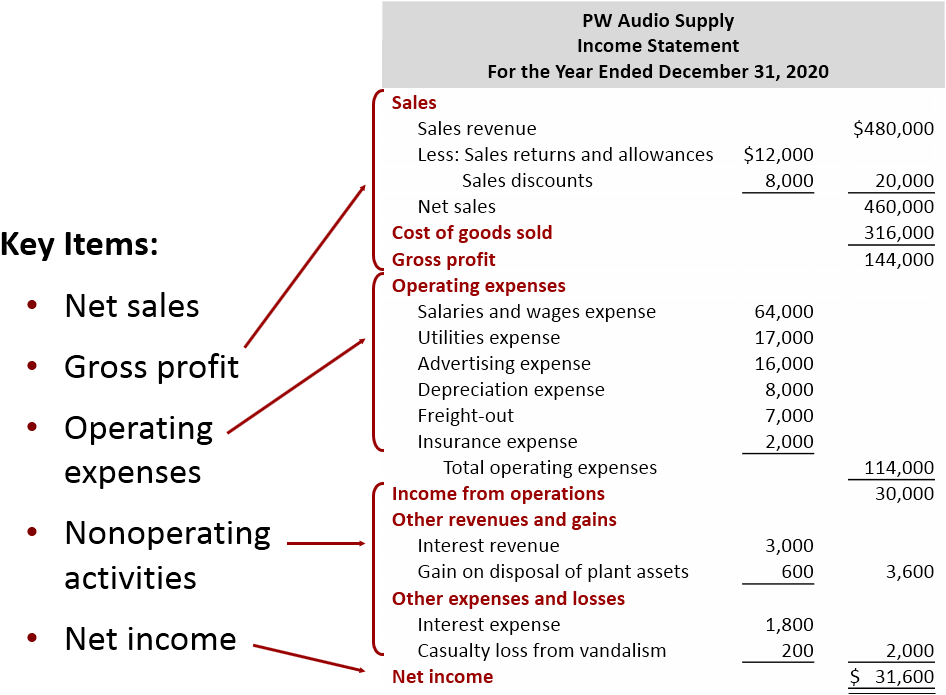 PW Audio Supply
Income Statement
For the Year Ended December 31, 2020
Sales
Sales revenue $480,000
Less: Sales returns and allowances $12,000
Sales discounts 8,000 20,000
Net sales 460,000
Cost of goods sold 316,000
Gross profit 144,000
Operating expenses
Salaries and wages expense 64,000
Utilities expense 17,000
Advertising expense 16,000
Depreciation expense 8,000
Freight-out 7,000
Insurance expense 2,000
Total operating expenses 114,000
Income from operations 30,000
Other revenues and gains
Interest revenue 3,000
Gain on disposal of plant assets 600 3,600
Other expenses and losses
Interest expense 1,800
Casualty loss from vandalism 200 2,000
Net income $ 31,600
Key Items:
• Net sales
• Gross profit
• Operating
expenses
• Nonoperating
activities
• Net income